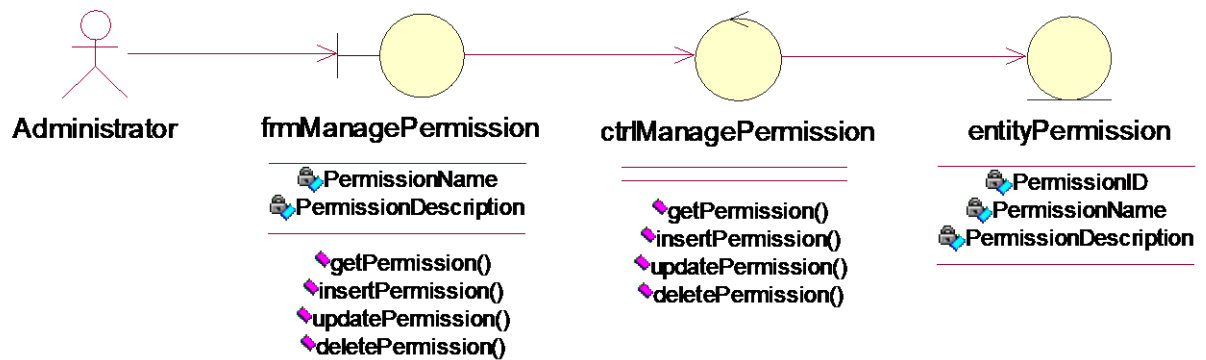 Administrator
frmManagePermission
PermissionName
PermissionDescription
getPermission()
insertPermission()
updatePermission()
deletePermission()
ctrlManagePermission
getPermission()
insertPermission()
updatePermission()
deletePermission()
entityPermission
PermissionID
PermissionName
PermissionDescription